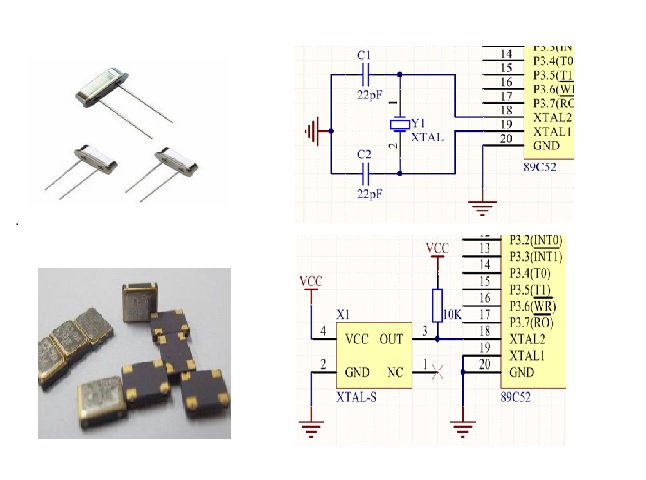 C1
22pF
1
Y1
XTAL
2
C2
22pF
P3.3(IN
14 P3.4(T0
15 P3.5(T1
16 P3.6(WI
17 P3.7(RO
18 XTAL2
19 XTAL1
20 GND
89C52
.
VCC
VCC
10K
X1
4 VCC OUT 3
2 GND NC 1
XTAL-S
P3.2(INT0)
13 P3.3(INT1)
14 P3.4(T0)
15 P3.5(T1)
16 P3.6(WR)
17 P3.7(RO)
18 XTAL2
19 XTAL1
20 GND
89C52